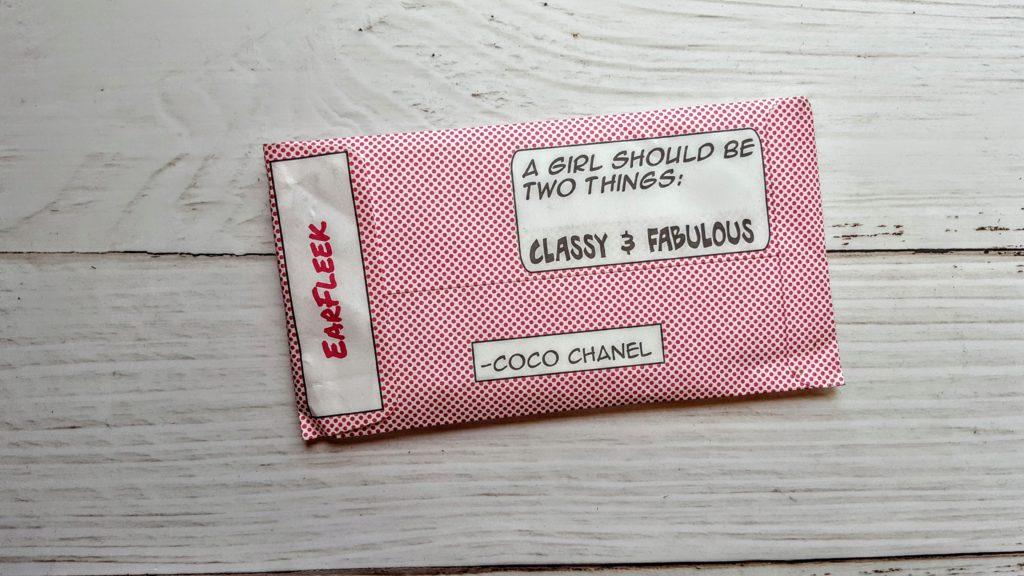 EARFLEEK
A GIRL SHOULD BE
TWO THINGS:
CLASSY & FABULOUS
-COCO CHANEL